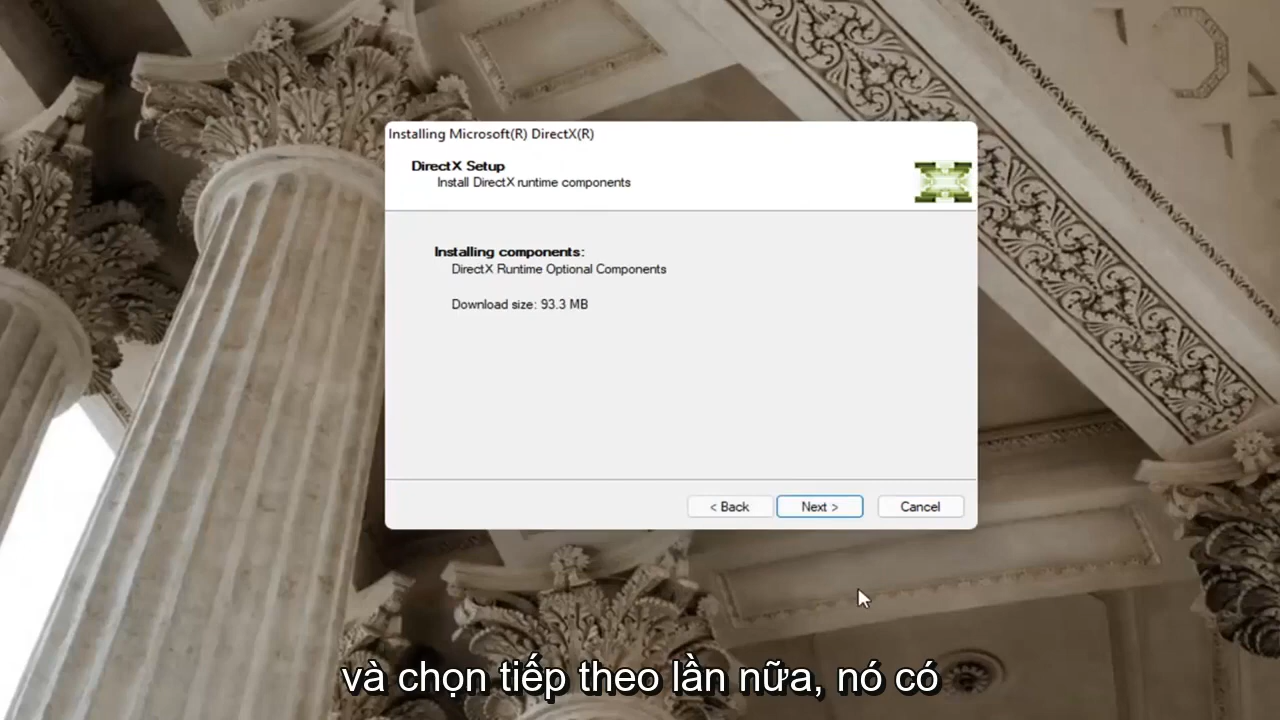 Installing Microsoft(R) DirectX(R)
DirectX Setup
Install DirectX runtime components
Installing components:
DirectX Runtime Optional Components
Download size: 93.3 MB
< Back
Next >
Cancel
và chọn tiếp theo lần nữa, nó có